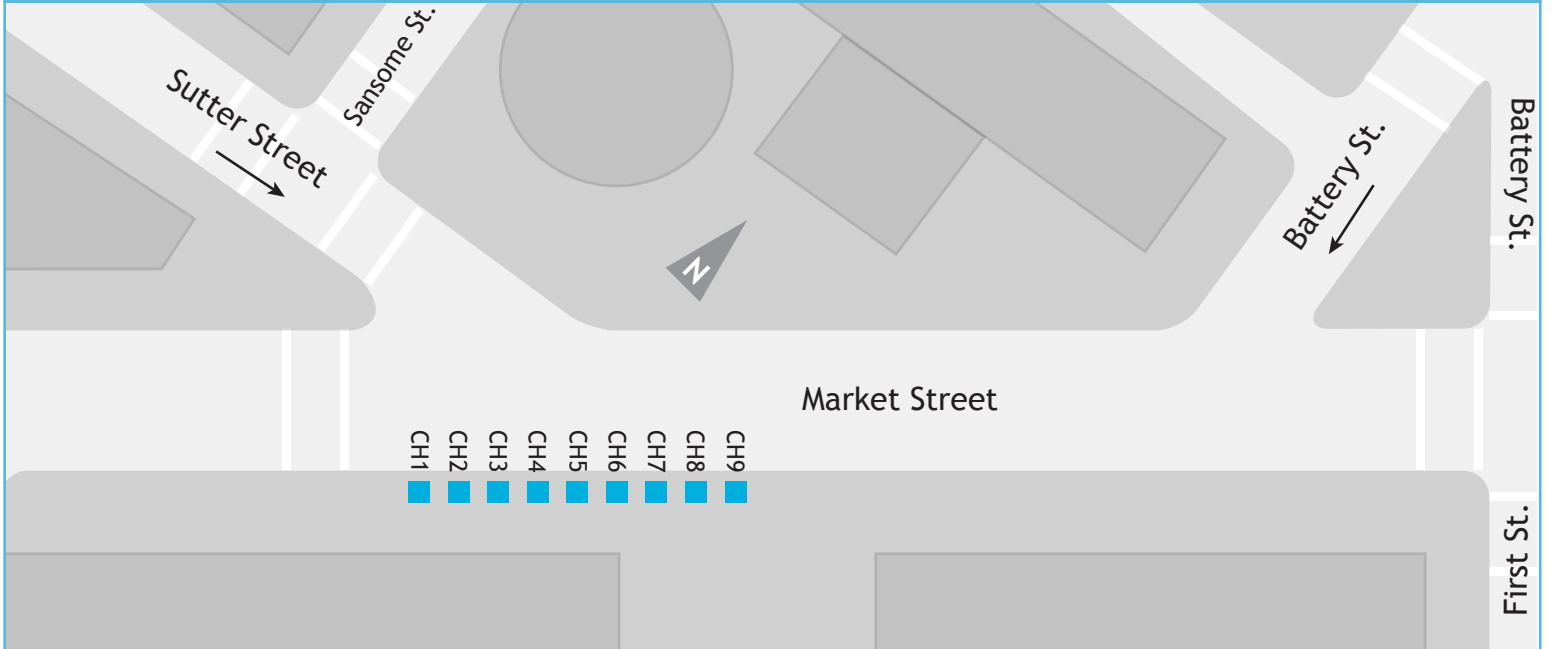 Sansome St.
Sutter Street
Battery St.
Battery St.
N
Market Street
CH1
CH2
CH3
CH4
CH5
CH6
CH7
CH8
CH9
First St.